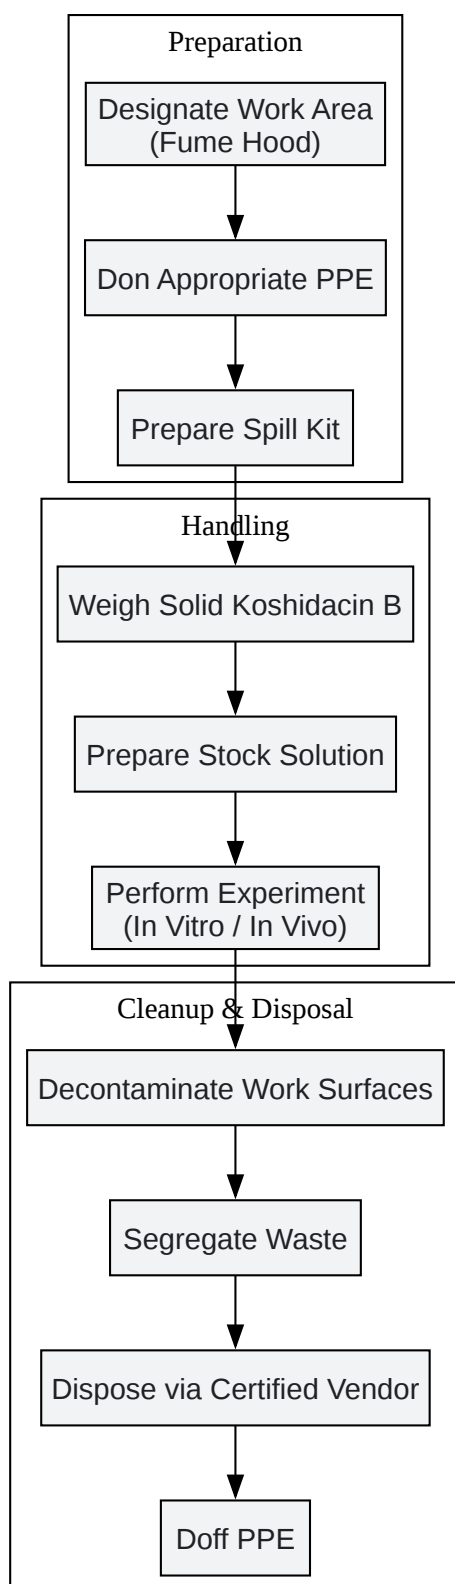 Preparation
Designate Work Area
(Fume Hood)
Don Appropriate PPE
Prepare Spill Kit
Handling
Weigh Solid Koshidacin B
Prepare Stock Solution
Perform Experiment
(In Vitro / In Vivo)
Cleanup & Disposal
Decontaminate Work Surfaces
Segregate Waste
Dispose via Certified Vendor
Doff PPE